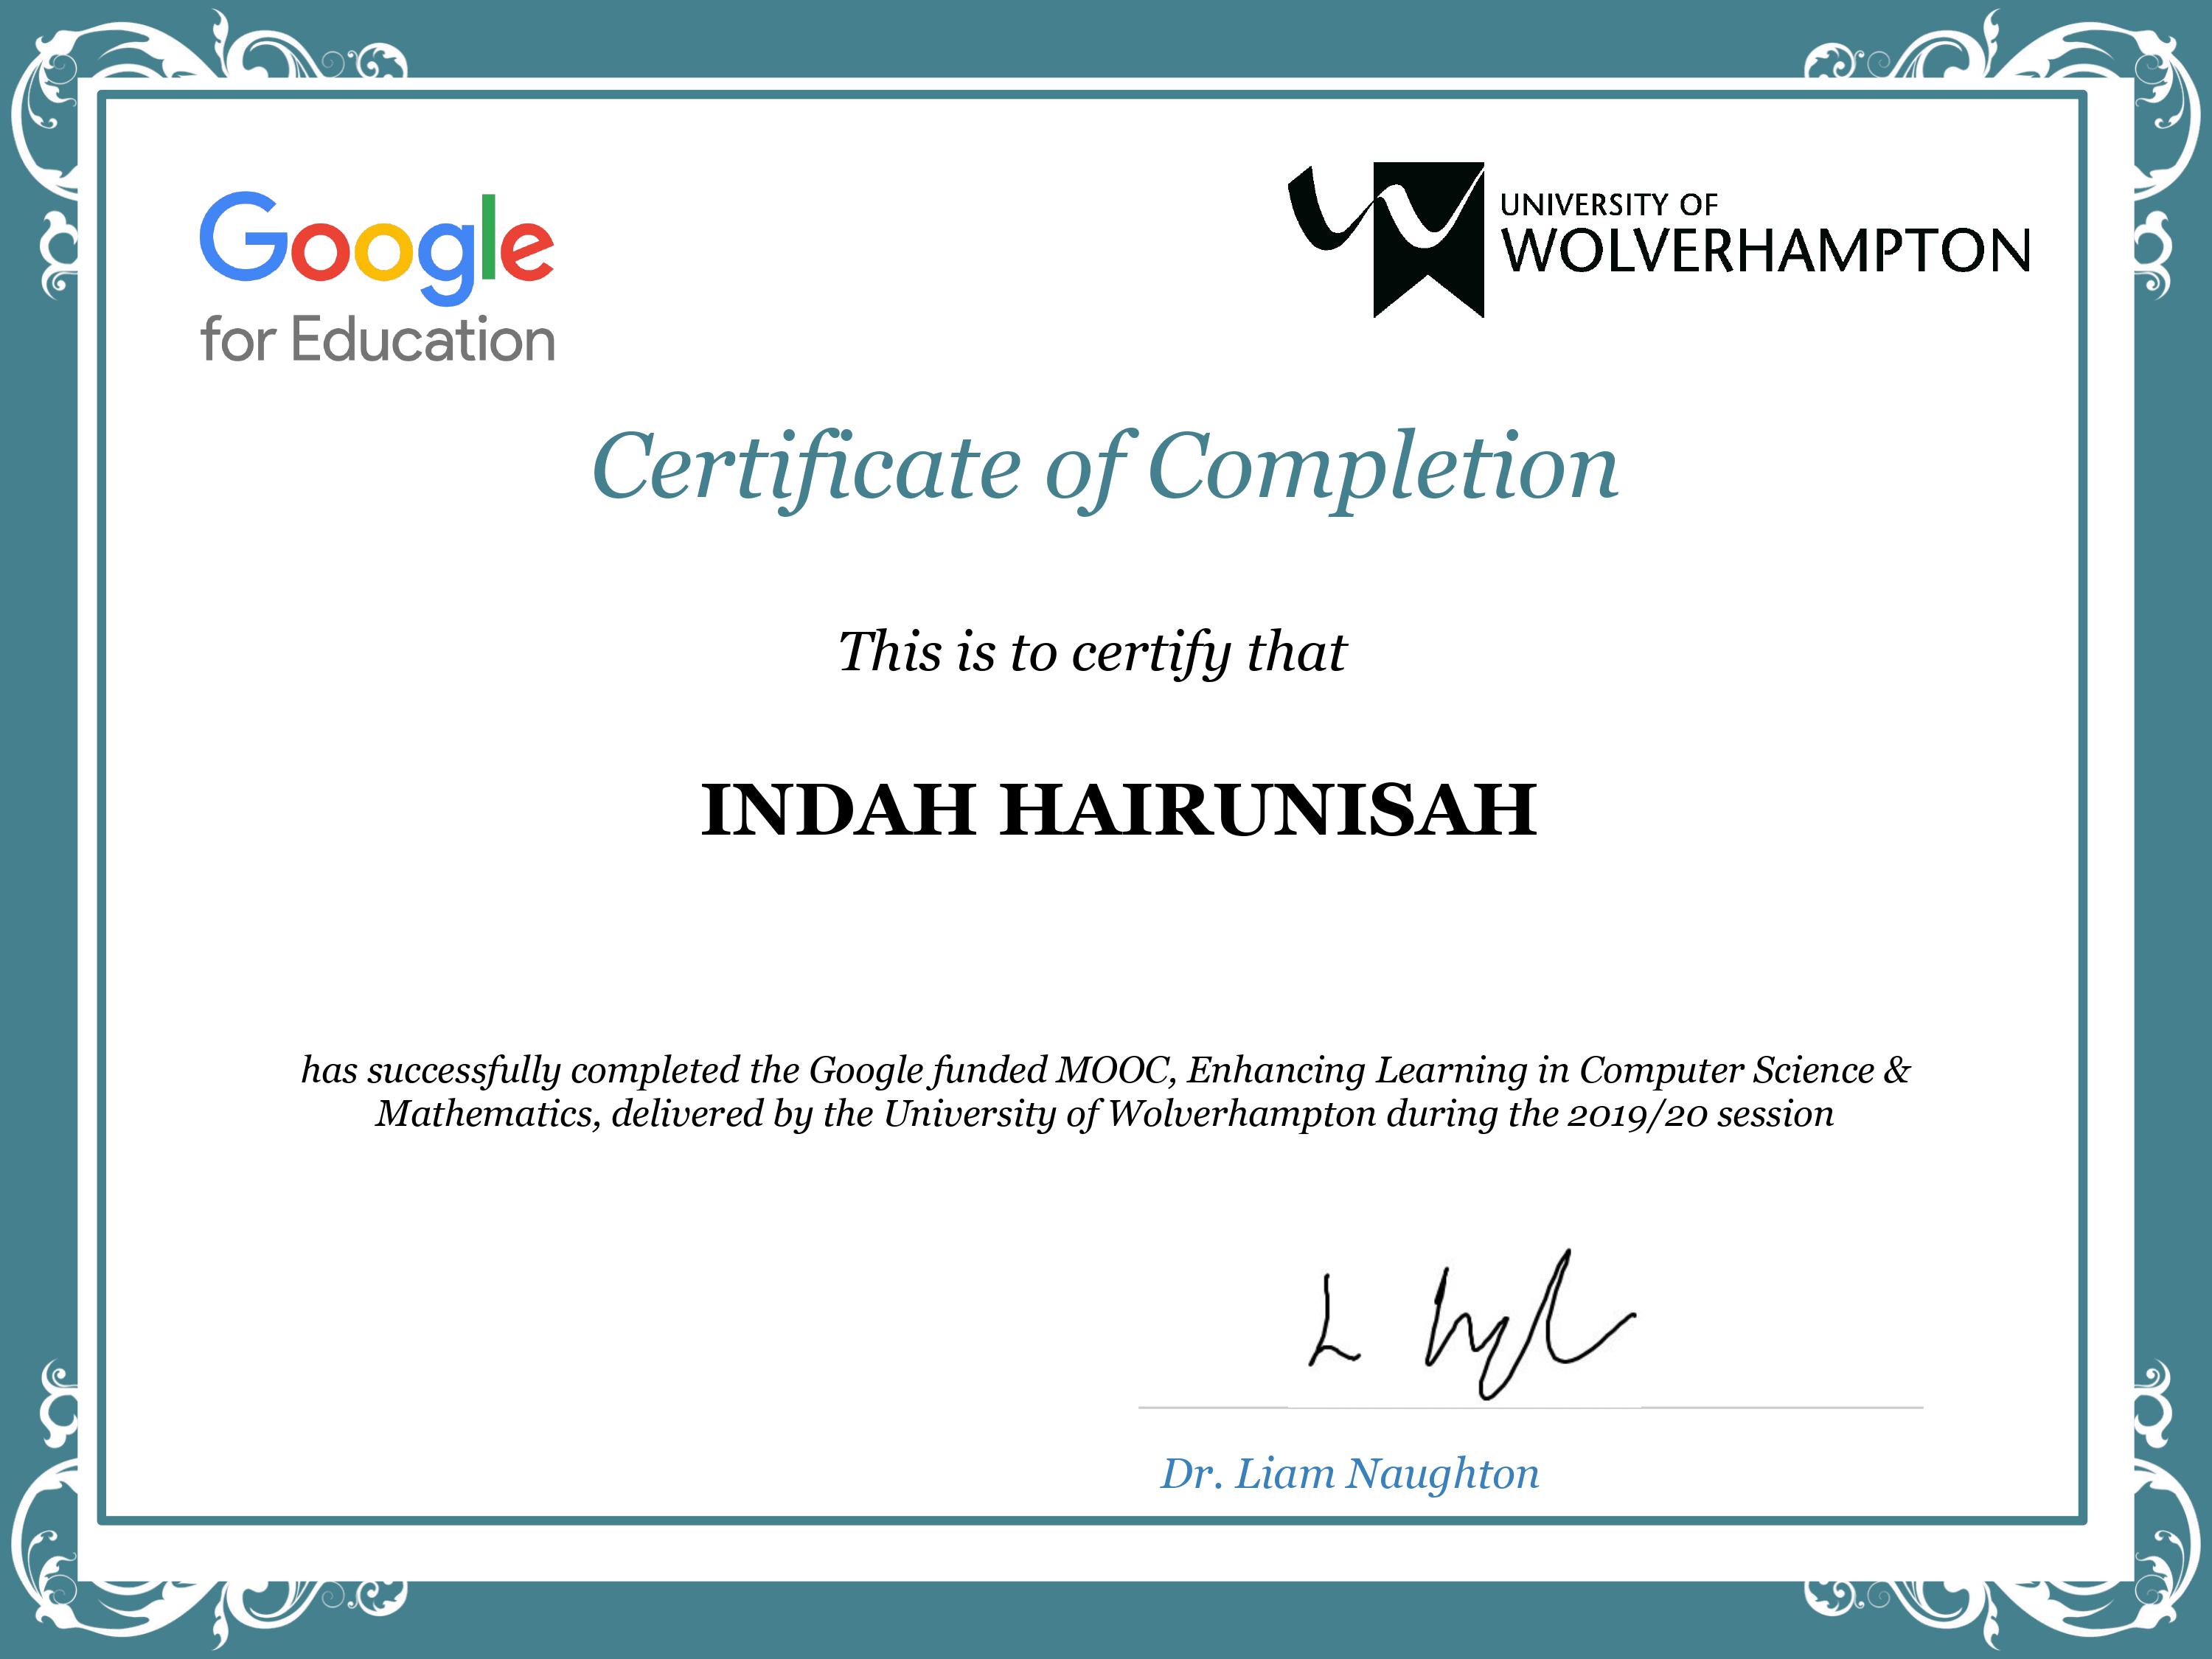 Google
for Education
UNIVERSITY OF
WOLVERHAMPTON
Certificate of Completion
This is to certify that
INDAH HAIRUNISAH
has successfully completed the Google funded MOOC, Enhancing Learning in Computer Science &
Mathematics, delivered by the University of Wolverhampton during the 2019/20 session
Dr. Liam Naughton